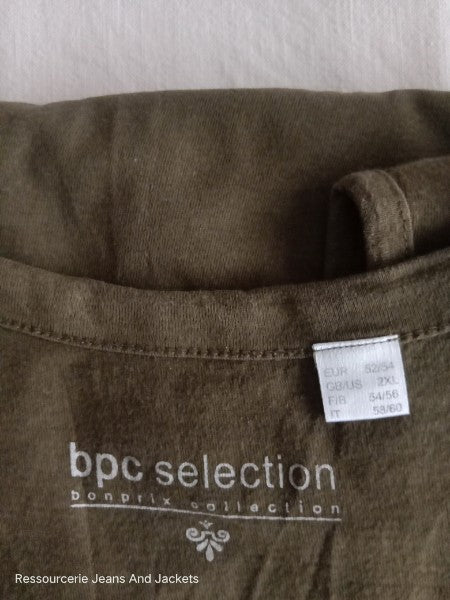 EUR 52/54
GB/US 2XL
F/B 54/56
IT 58/60
bpc selection
bonprix collection
Ressourcerie Jeans And Jackets